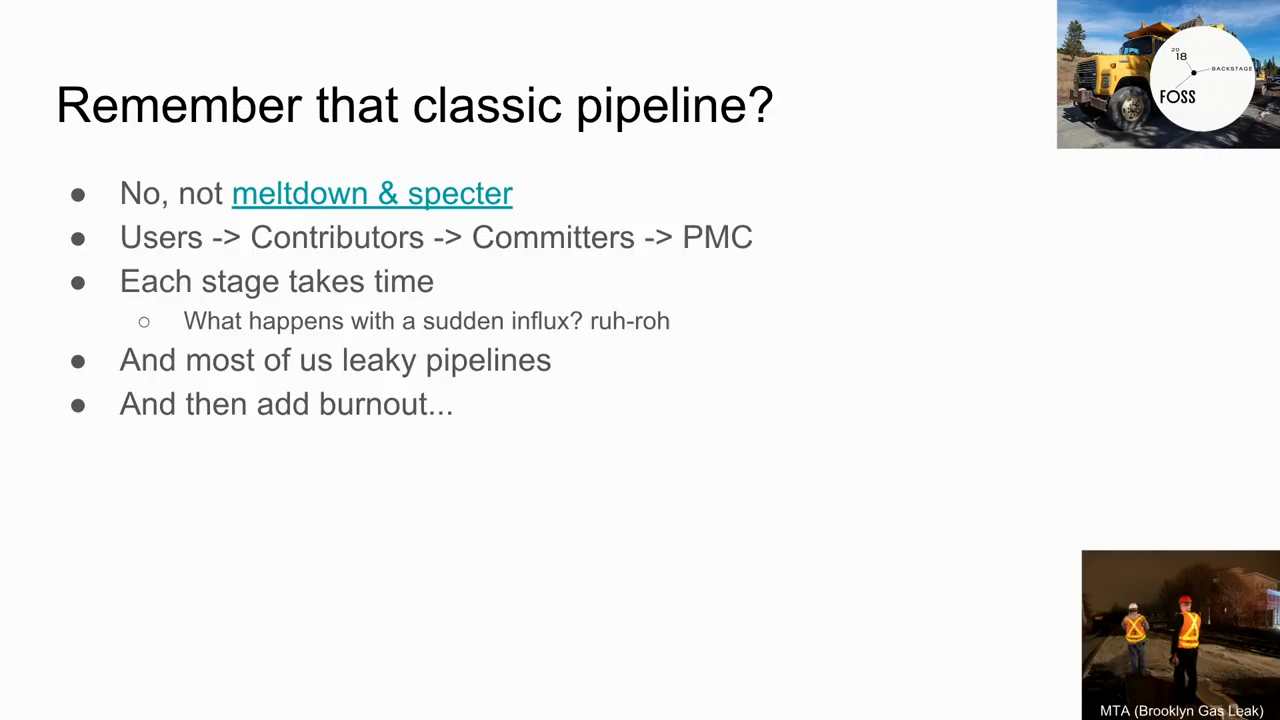 Remember that classic pipeline?
● No, not meltdown & specter
● Users -> Contributors -> Committers -> PMC
● Each stage takes time
○ What happens with a sudden influx? ruh-roh
● And most of us leaky pipelines
● And then add burnout...
20
18
BACKSTAGE
FOSS
MTA (Brooklyn Gas Leak)